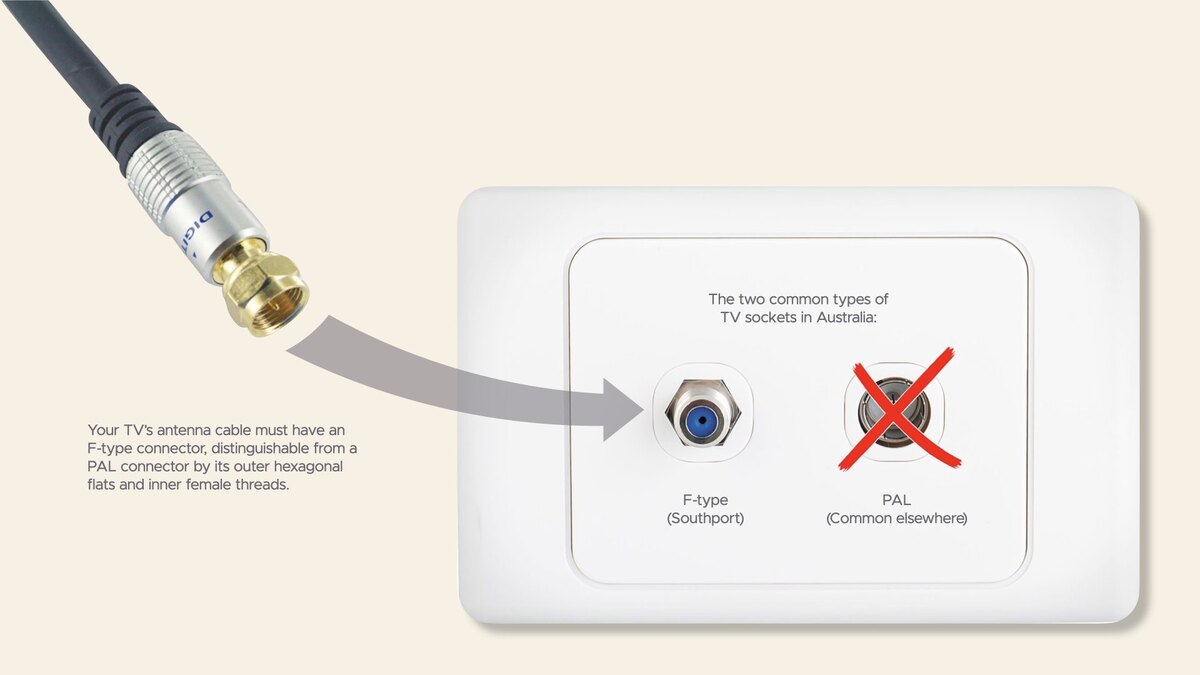 DIGIT
The two common types of
TV sockets in Australia:
Your TV's antenna cable must have an
F-type connector, distinguishable from a
PAL connector by its outer hexagonal
flats and inner female threads.
F-type
(Southport)
PAL
(Common elsewhere)